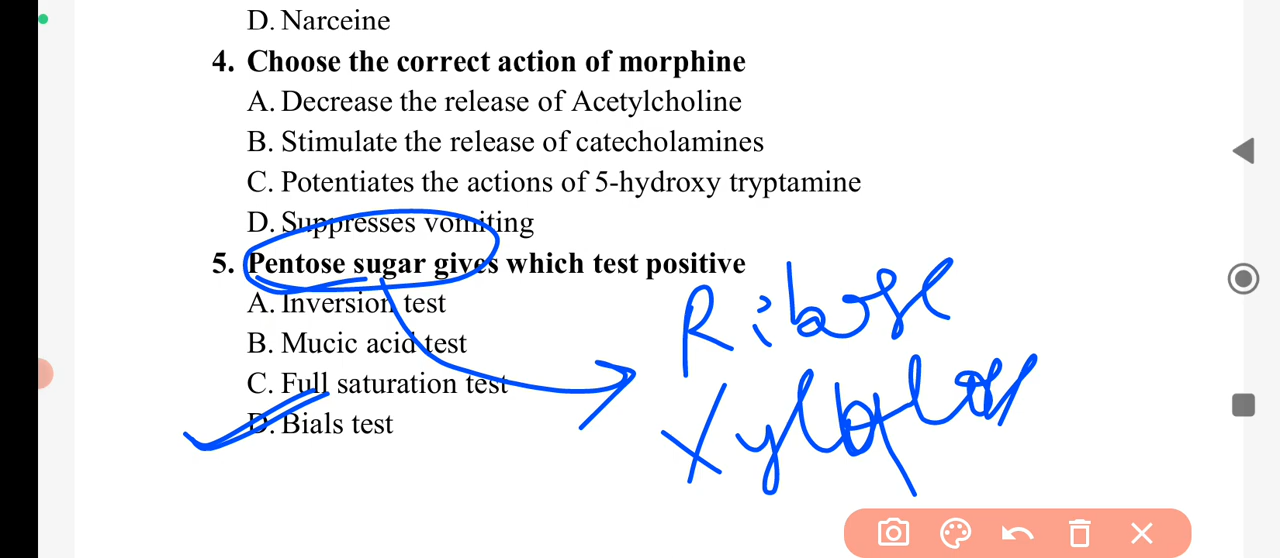 D. Narceine
4. Choose the correct action of morphine
A. Decrease the release of Acetylcholine
B. Stimulate the release of catecholamines
C. Potentiates the actions of 5-hydroxy tryptamine
D. Suppresses vomiting
5. Pentose sugar gives which test positive
A. Inversion test
B. Mucic acid test
C. Full saturation test
D. Bials test
Ribose